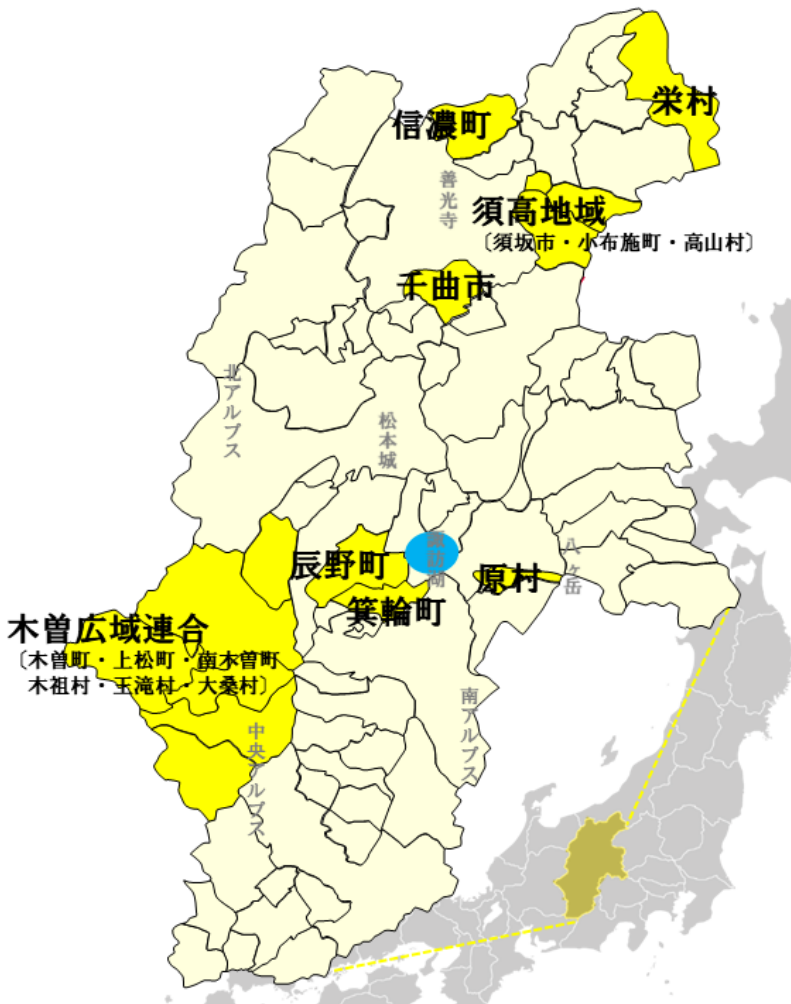 栄村
信濃町
善光寺
須高地域
〔須坂市・小布施町・高山村〕
千曲市
北アルプス
松本城
諏訪湖
辰野町
八ヶ岳
原村
箕輪町
木曽広域連合
〔木曽町・上松町・南木曽町
木祖村・王滝村・大桑村〕
南アルプス
中央アルプス